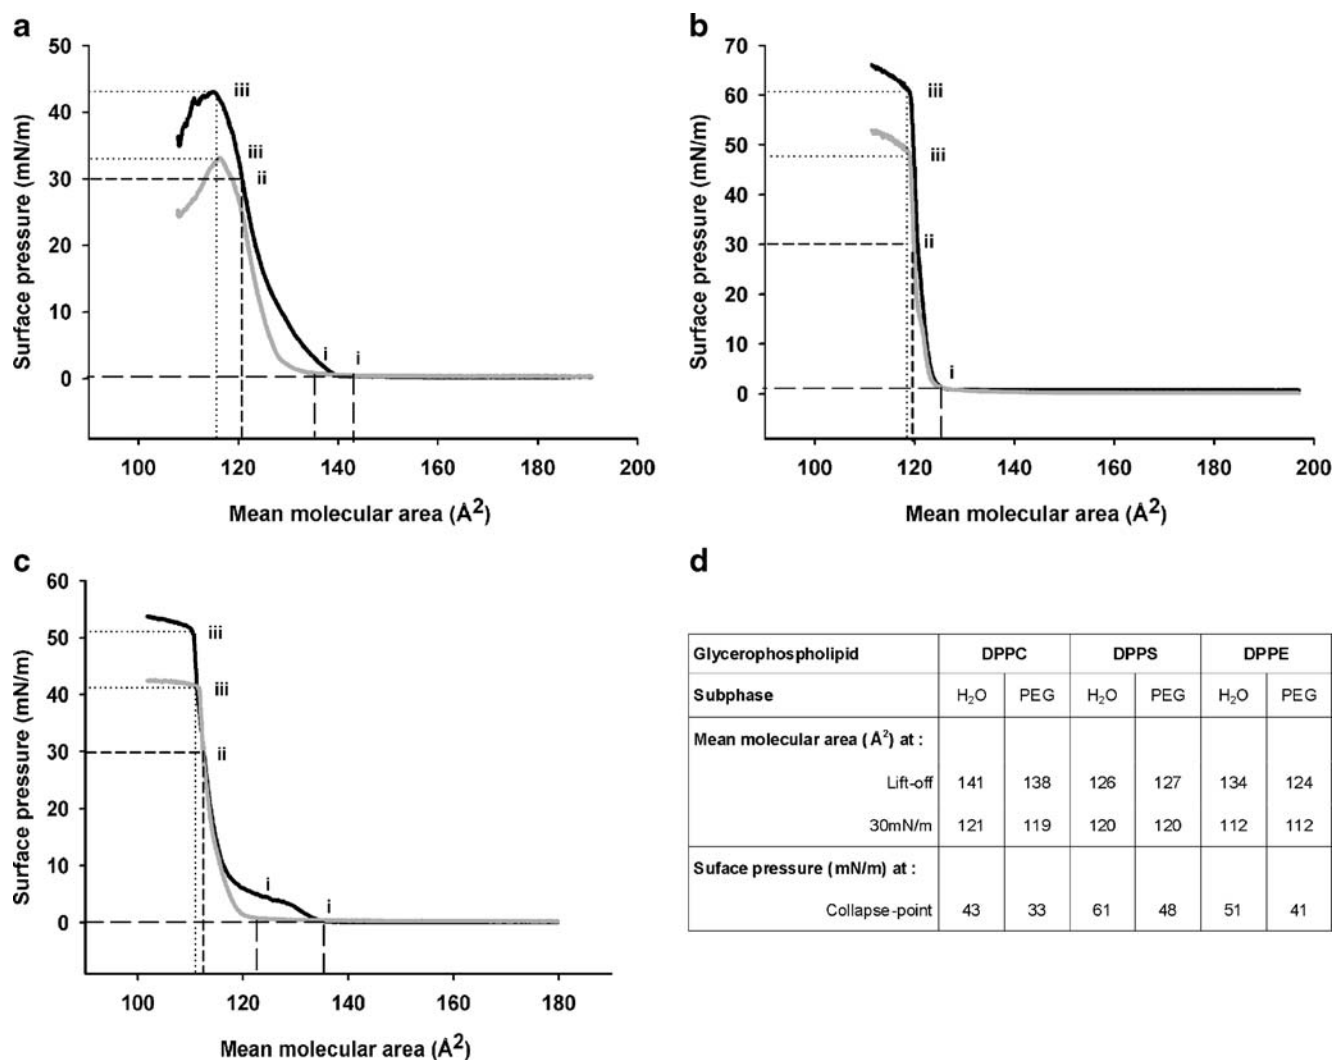 a
50
40
30
20
10
0
Surface pressure (mN/m)
iii
iii
ii
i
i
100
120
140
160
180
200
Mean molecular area (Å²)
b
70
60
50
40
30
20
10
0
Surface pressure (mN/m)
iii
iii
ii
i
100
120
140
160
180
200
Mean molecular area (Å²)
c
60
50
40
30
20
10
0
Surface pressure (mN/m)
iii
iii
ii
i
i
100
120
140
160
180
Mean molecular area (Å²)
d
Glycerophospholipid DPPC DPPS DPPE
Subphase H₂O PEG H₂O PEG H₂O PEG
Mean molecular area (Å²) at :
Lift-off 141 138 126 127 134 124
30mN/m 121 119 120 120 112 112
Suface pressure (mN/m) at :
Collapse-point 43 33 61 48 51 41